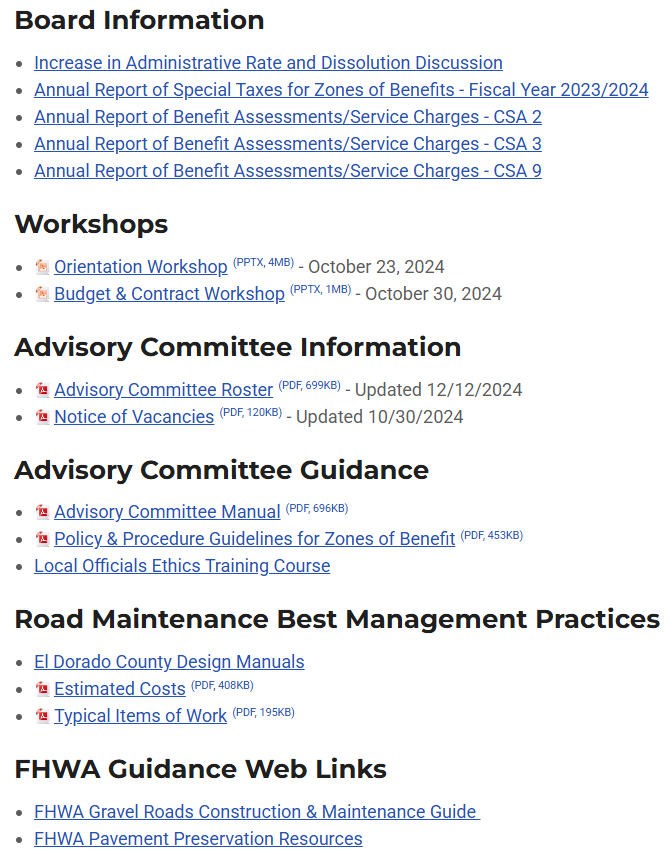 Board Information
Increase in Administrative Rate and Dissolution Discussion
Annual Report of Special Taxes for Zones of Benefits - Fiscal Year 2023/2024
Annual Report of Benefit Assessments/Service Charges - CSA 2
Annual Report of Benefit Assessments/Service Charges - CSA 3
Annual Report of Benefit Assessments/Service Charges - CSA 9
Workshops
Orientation Workshop (PPTX, 4MB) - October 23, 2024
Budget & Contract Workshop (PPTX, 1MB) - October 30, 2024
Advisory Committee Information
Advisory Committee Roster (PDF, 699KB) - Updated 12/12/2024
Notice of Vacancies (PDF, 120KB) - Updated 10/30/2024
Advisory Committee Guidance
Advisory Committee Manual (PDF, 696KB)
Policy & Procedure Guidelines for Zones of Benefit (PDF, 453KB)
Local Officials Ethics Training Course
Road Maintenance Best Management Practices
El Dorado County Design Manuals
Estimated Costs (PDF, 408KB)
Typical Items of Work (PDF, 195KB)
FHWA Guidance Web Links
FHWA Gravel Roads Construction & Maintenance Guide
FHWA Pavement Preservation Resources